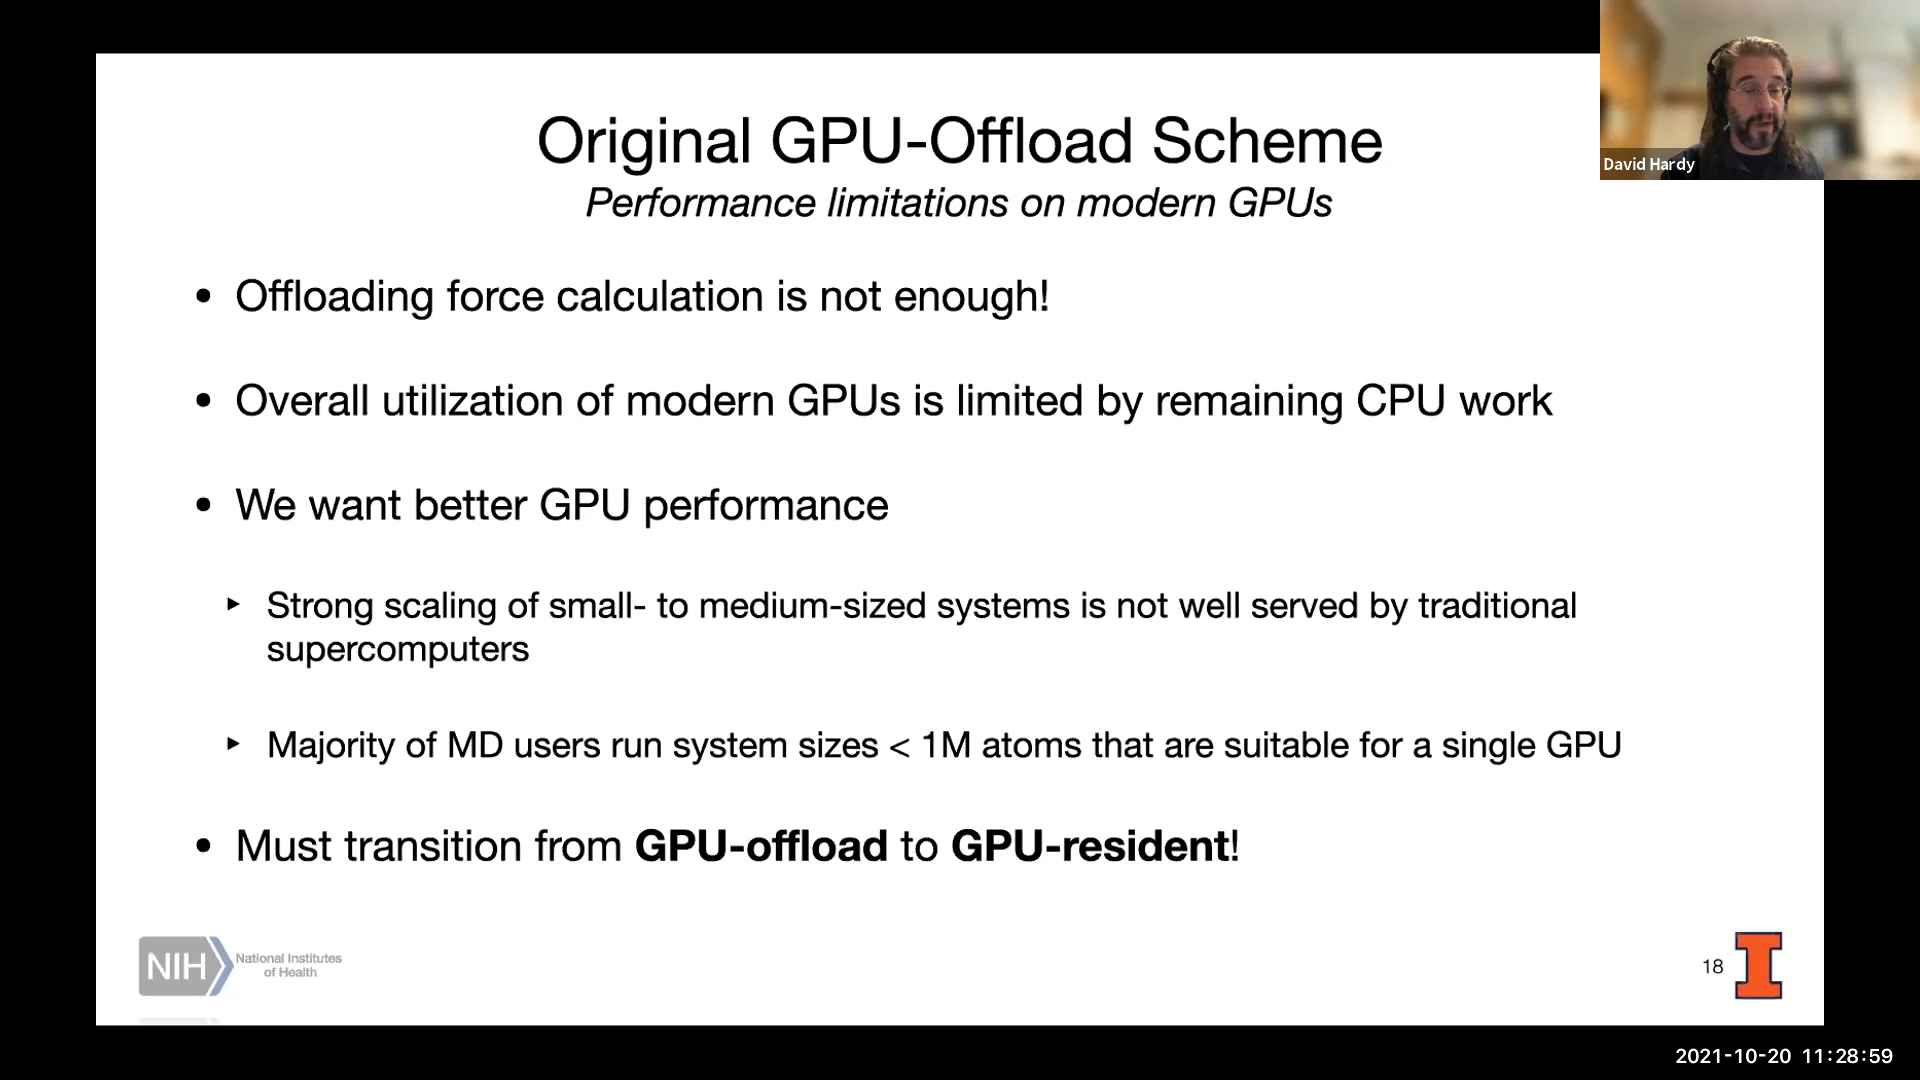 Original GPU-Offload Scheme
Performance limitations on modern GPUs
David Hardy
• Offloading force calculation is not enough!
• Overall utilization of modern GPUs is limited by remaining CPU work
• We want better GPU performance
‣ Strong scaling of small- to medium-sized systems is not well served by traditional
supercomputers
‣ Majority of MD users run system sizes < 1M atoms that are suitable for a single GPU
• Must transition from GPU-offload to GPU-resident!
NIH
National Institutes
of Health
18
I
2021-10-20 11:28:59